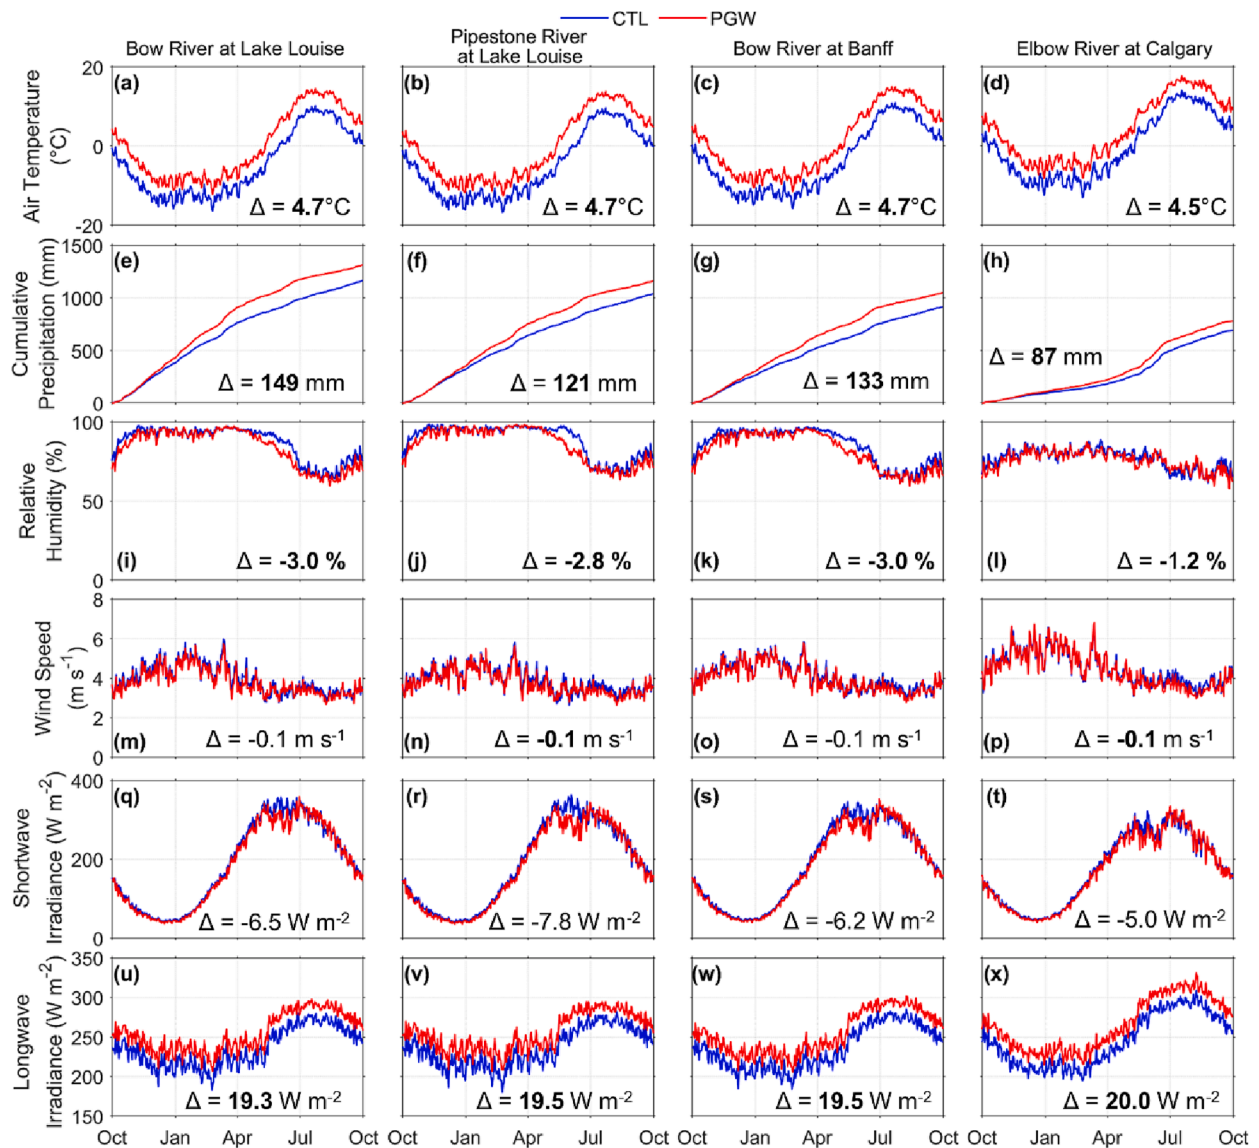 CTL PGW
Bow River at Lake Louise
Pipestone River
at Lake Louise
Bow River at Banff
Elbow River at Calgary
Air Temperature
(°C)
20
0
-20
(a)
Δ = 4.7°C
(b)
Δ = 4.7°C
(c)
Δ = 4.7°C
(d)
Δ = 4.5°C
Cumulative
Precipitation (mm)
1500
1000
500
0
(e)
Δ = 149 mm
(f)
Δ = 121 mm
(g)
Δ = 133 mm
(h)
Δ = 87 mm
Relative
Humidity (%)
100
50
0
(i)
Δ = -3.0 %
(j)
Δ = -2.8 %
(k)
Δ = -3.0 %
(l)
Δ = -1.2 %
Wind Speed
(m s⁻¹)
8
6
4
2
0
(m)
Δ = -0.1 m s⁻¹
(n)
Δ = -0.1 m s⁻¹
(o)
Δ = -0.1 m s⁻¹
(p)
Δ = -0.1 m s⁻¹
Shortwave
Irradiance (W m⁻²)
400
200
0
(q)
Δ = -6.5 W m⁻²
(r)
Δ = -7.8 W m⁻²
(s)
Δ = -6.2 W m⁻²
(t)
Δ = -5.0 W m⁻²
Longwave
Irradiance (W m⁻²)
350
300
250
200
150
(u)
Δ = 19.3 W m⁻²
(v)
Δ = 19.5 W m⁻²
(w)
Δ = 19.5 W m⁻²
(x)
Δ = 20.0 W m⁻²
Oct Jan Apr Jul Oct
Oct Jan Apr Jul Oct
Oct Jan Apr Jul Oct
Oct Jan Apr Jul Oct